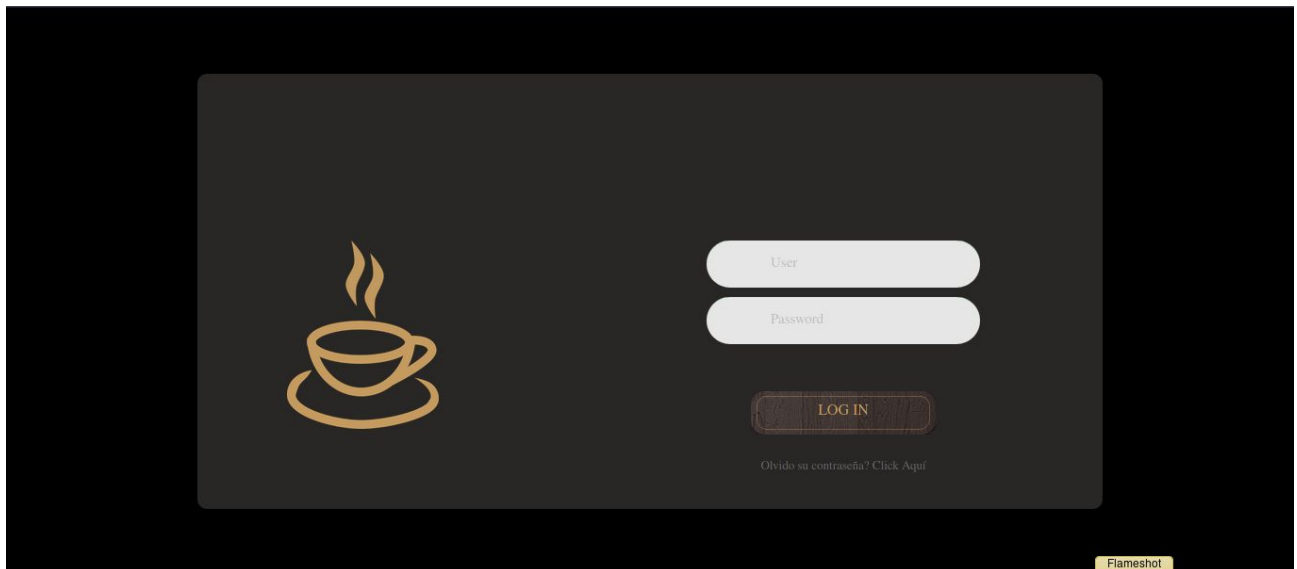 User
Password
LOG IN
Olvido su contraseña? Click Aquí
Flameshot